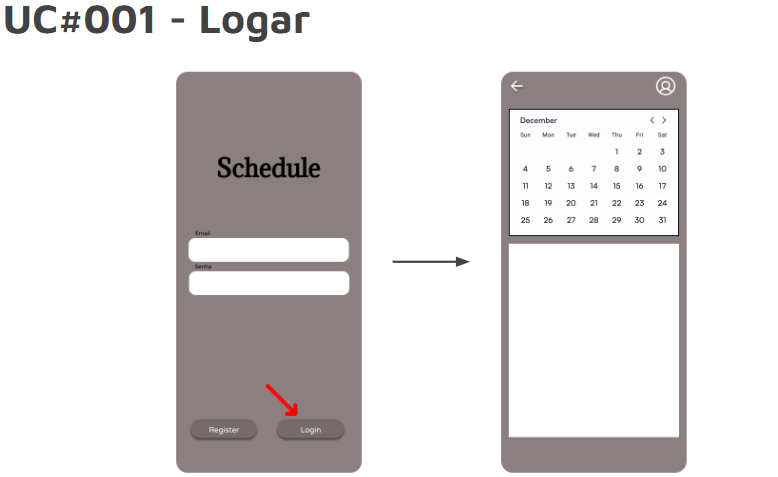 UC#001 - Logar
Schedule
Email
Senha
Register
Login
December
Sun Mon Tue Wed Thu Fri Sat
1 2 3
4 5 6 7 8 9 10
11 12 13 14 15 16 17
18 19 20 21 22 23 24
25 26 27 28 29 30 31